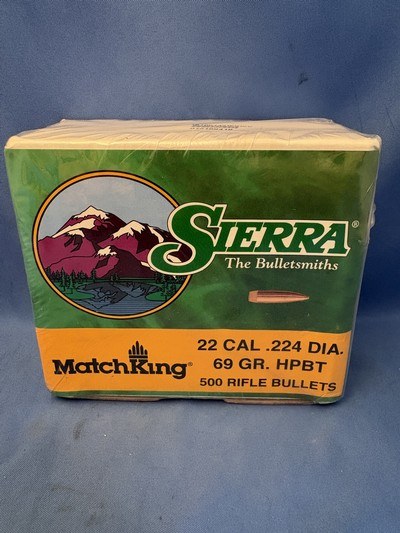 SIERRA®
The Bulletsmiths
22 CAL .224 DIA.
MatchKing®
69 GR. HPBT
500 RIFLE BULLETS